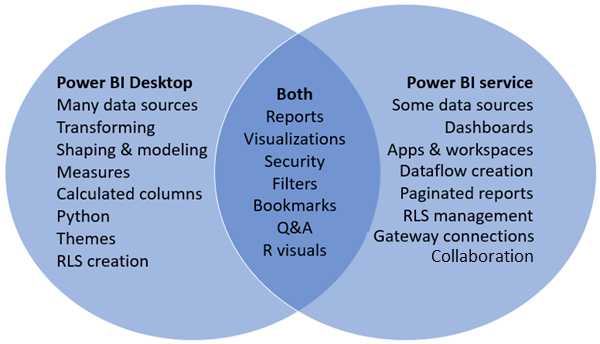 Power BI Desktop
Many data sources
Transforming
Shaping & modeling
Measures
Calculated columns
Python
Themes
RLS creation
Both
Reports
Visualizations
Security
Filters
Bookmarks
Q&A
R visuals
Power BI service
Some data sources
Dashboards
Apps & workspaces
Dataflow creation
Paginated reports
RLS management
Gateway connections
Collaboration